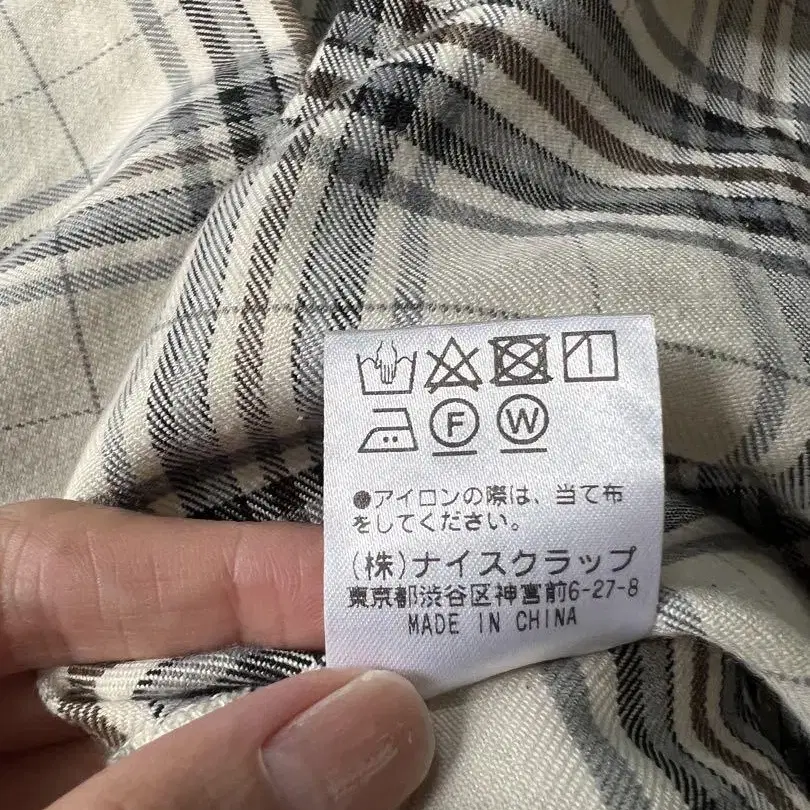 F W
●アイロンの際は、当て布
をしてください。
(株)ナイスクラップ
東京都渋谷区神宮前6-27-8
MADE IN CHINA